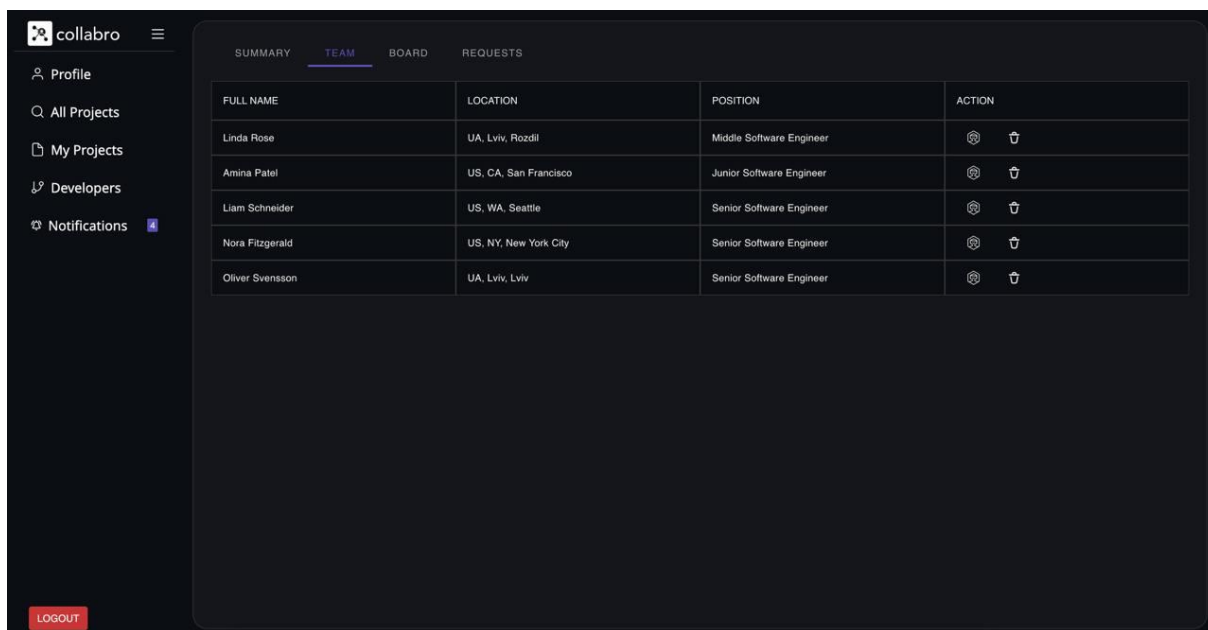 collabro
Profile
All Projects
My Projects
Developers
Notifications 4
LOGOUT
SUMMARY TEAM BOARD REQUESTS
FULL NAME LOCATION POSITION ACTION
Linda Rose UA, Lviv, Rozdil Middle Software Engineer
Amina Patel US, CA, San Francisco Junior Software Engineer
Liam Schneider US, WA, Seattle Senior Software Engineer
Nora Fitzgerald US, NY, New York City Senior Software Engineer
Oliver Svensson UA, Lviv, Lviv Senior Software Engineer